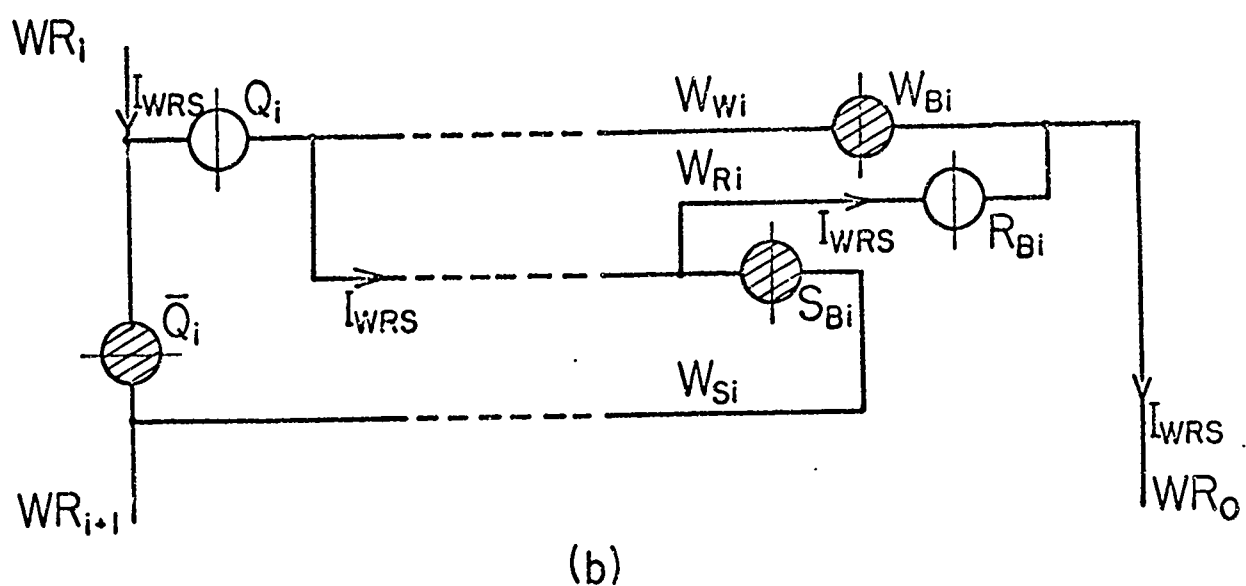 WRi
IWRS
Qi
WWi
WBi
WRi
IWRS
RBi
IWRS
SBi
Q̄i
WSi
IWRS
WRi+1
WRO
(b)